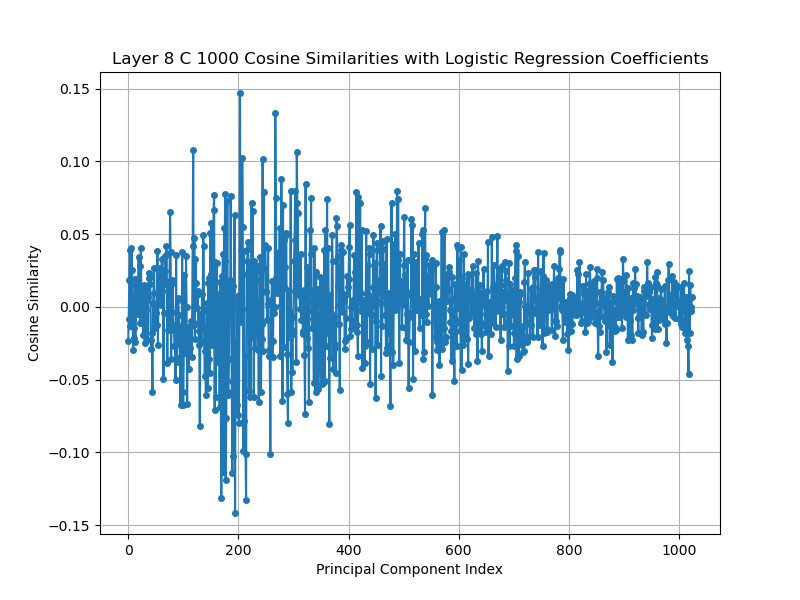 Layer 8 C 1000 Cosine Similarities with Logistic Regression Coefficients
0.15
0.10
0.05
0.00
−0.05
−0.10
−0.15
Cosine Similarity
0 200 400 600 800 1000
Principal Component Index